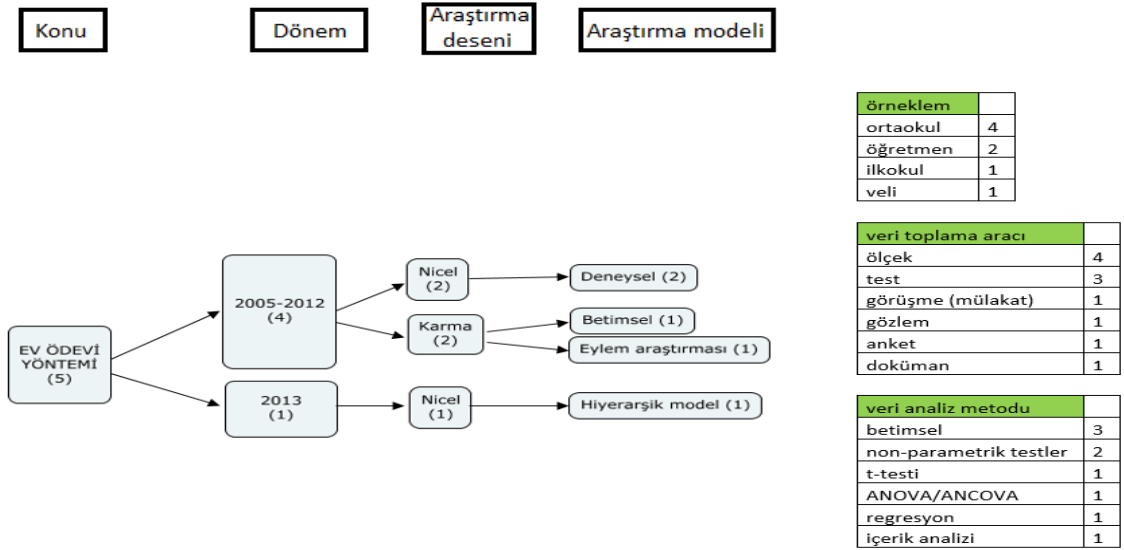 Konu
Dönem
Araştırma
deseni
Araştırma modeli
EV ÖDEVİ
YÖNTEMİ
(5)
2005-2012
(4)
2013
(1)
Nicel
(2)
Karma
(2)
Nicel
(1)
Deneysel (2)
Betimsel (1)
Eylem araştırması (1)
Hiyerarşik model (1)
örneklem
ortaokul 4
öğretmen 2
ilkokul 1
veli 1
veri toplama aracı
ölçek 4
test 3
görüşme (mülakat) 1
gözlem 1
anket 1
doküman 1
veri analiz metodu
betimsel 3
non-parametrik testler 2
t-testi 1
ANOVA/ANCOVA 1
regresyon 1
içerik analizi 1